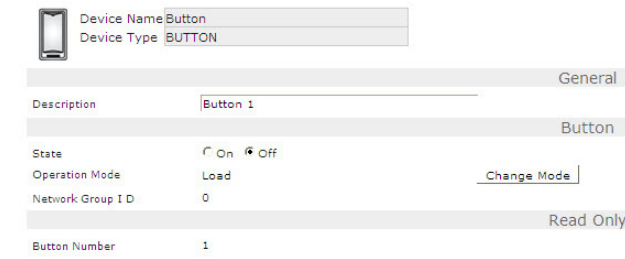 Device Name Button
Device Type BUTTON
General
Description Button 1
Button
State On Off
Operation Mode Load Change Mode
Network Group I D 0
Read Only
Button Number 1